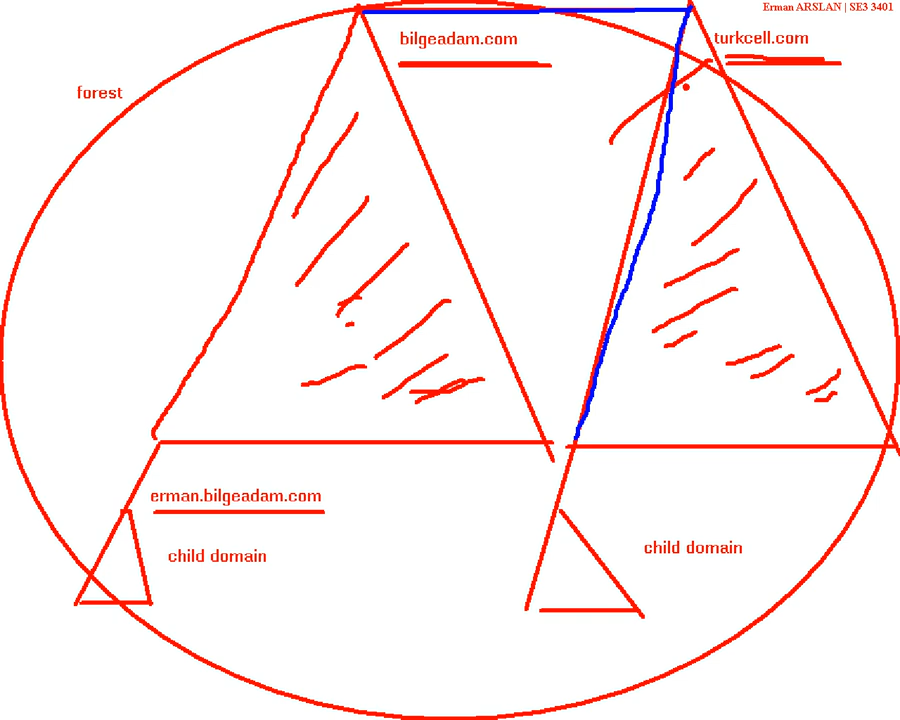 Erman ARSLAN | SE3 3401
bilgeadam.com
turkcell.com
forest
erman.bilgeadam.com
child domain
child domain